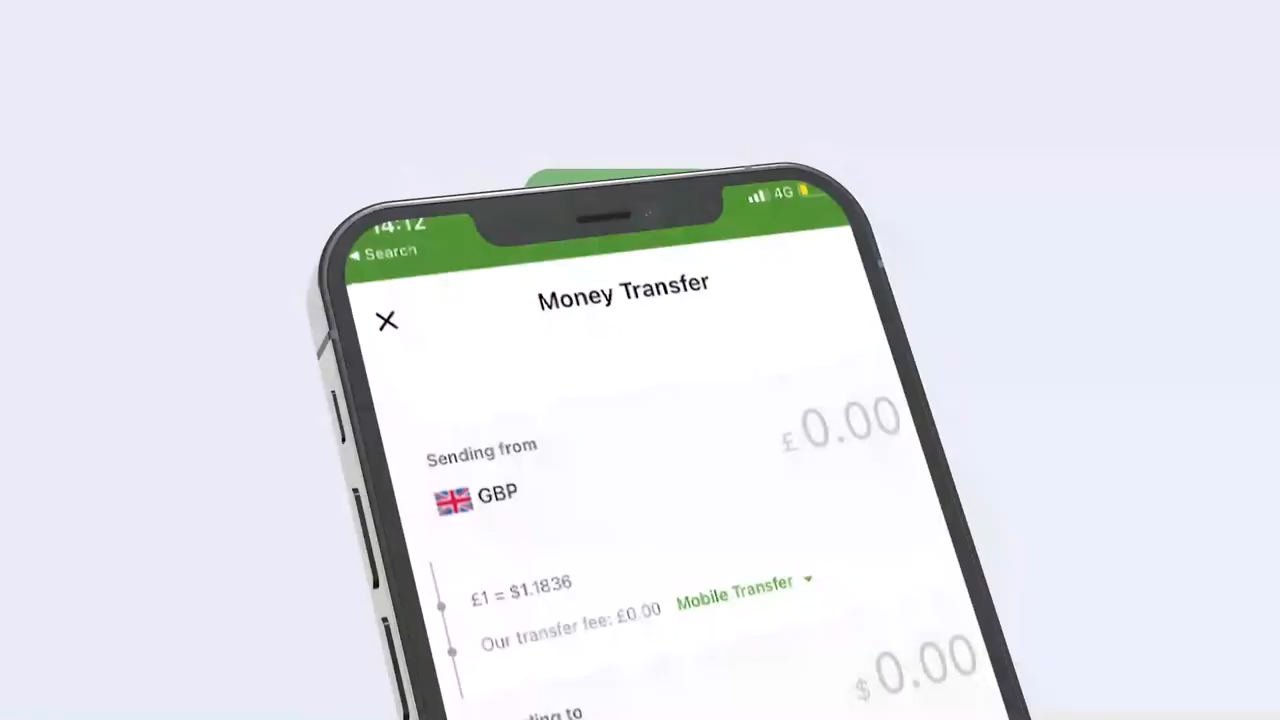 14:12
4G
◀ Search
Money Transfer
Sending from
£ 0.00
GBP
£1 = $1.1836
Our transfer fee: £0.00 Mobile Transfer
$ 0.00
to